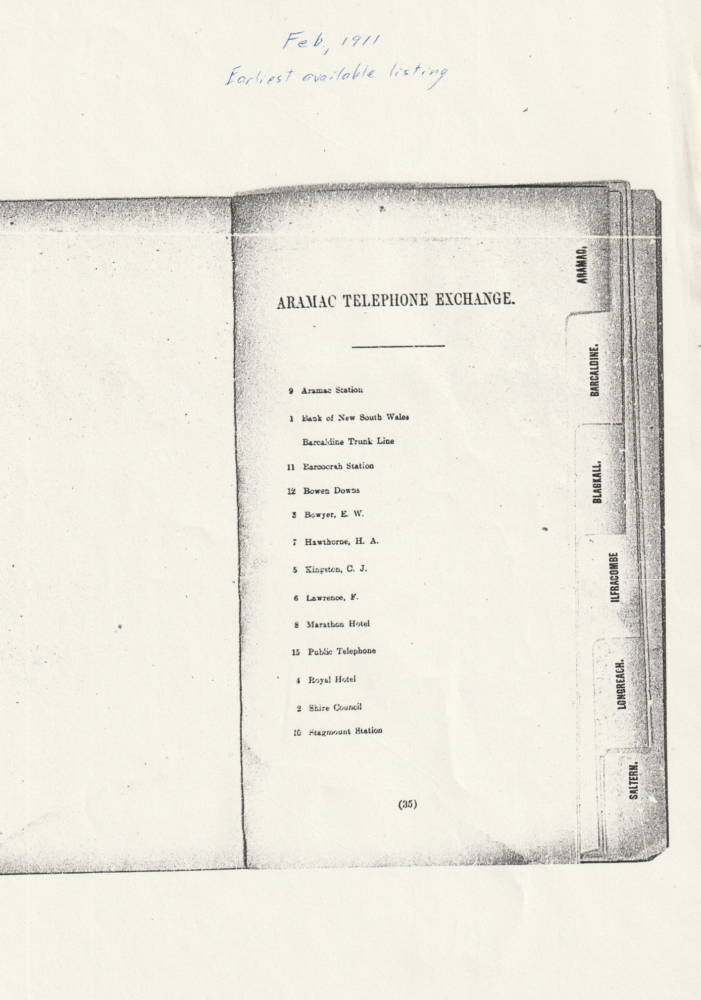 Feb, 1911
Earliest available listing
ARAMAC TELEPHONE EXCHANGE.
9 Aramac Station
1 Bank of New South Wales
Barcaldine Trunk Line
11 Barcoorah Station
12 Bowen Downs
3 Bowyer, E. W.
7 Hawthorne, H. A.
5 Kingston, C. J.
6 Lawrence, F.
8 Marathon Hotel
15 Public Telephone
4 Royal Hotel
2 Shire Council
10 Stagmount Station
(35)
ARAMAC,
BARCALDINE.
BLACKALL.
ILFRACOMBE
LONGREACH.
SALTERN.